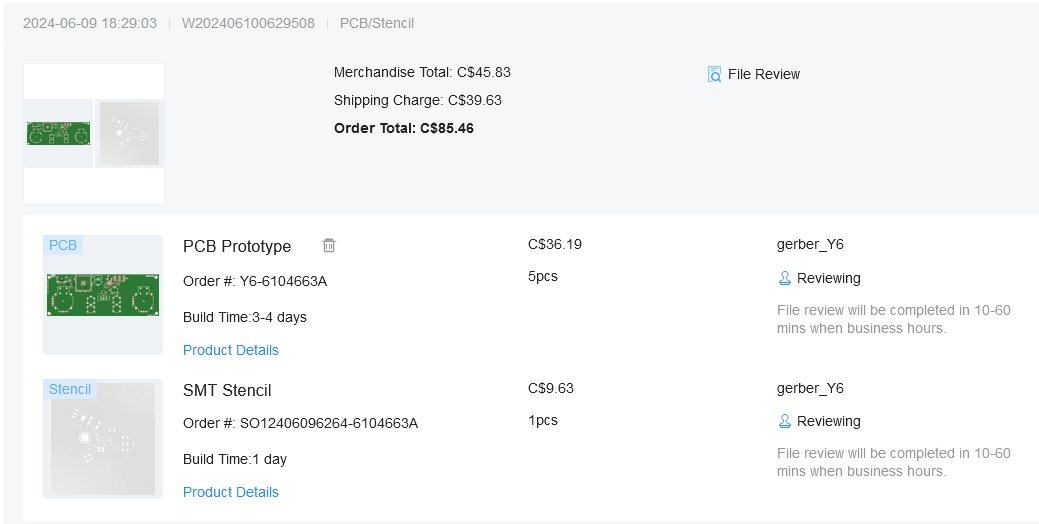 2024-06-09 18:29:03 | W202406100629508 | PCB/Stencil
Merchandise Total: C$45.83
File Review
Shipping Charge: C$39.63
Order Total: C$85.46
PCB
PCB Prototype
C$36.19
gerber_Y6
Order #: Y6-6104663A
5pcs
Reviewing
Build Time:3-4 days
File review will be completed in 10-60
mins when business hours.
Product Details
Stencil
SMT Stencil
C$9.63
gerber_Y6
Order #: SO12406096264-6104663A
1pcs
Reviewing
Build Time:1 day
File review will be completed in 10-60
mins when business hours.
Product Details